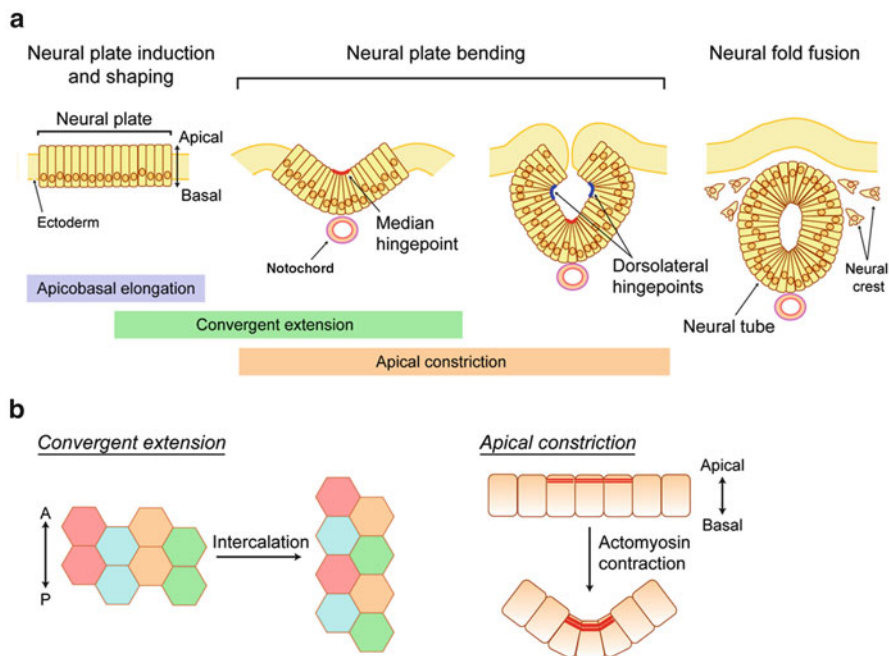 a
Neural plate induction
and shaping
Neural plate bending
Neural fold fusion
Neural plate
Apical
Basal
Ectoderm
Notochord
Median
hingepoint
Dorsolateral
hingepoints
Neural
crest
Neural tube
Apicobasal elongation
Convergent extension
Apical constriction
b
Convergent extension
A
P
Intercalation
Apical constriction
Apical
Basal
Actomyosin
contraction